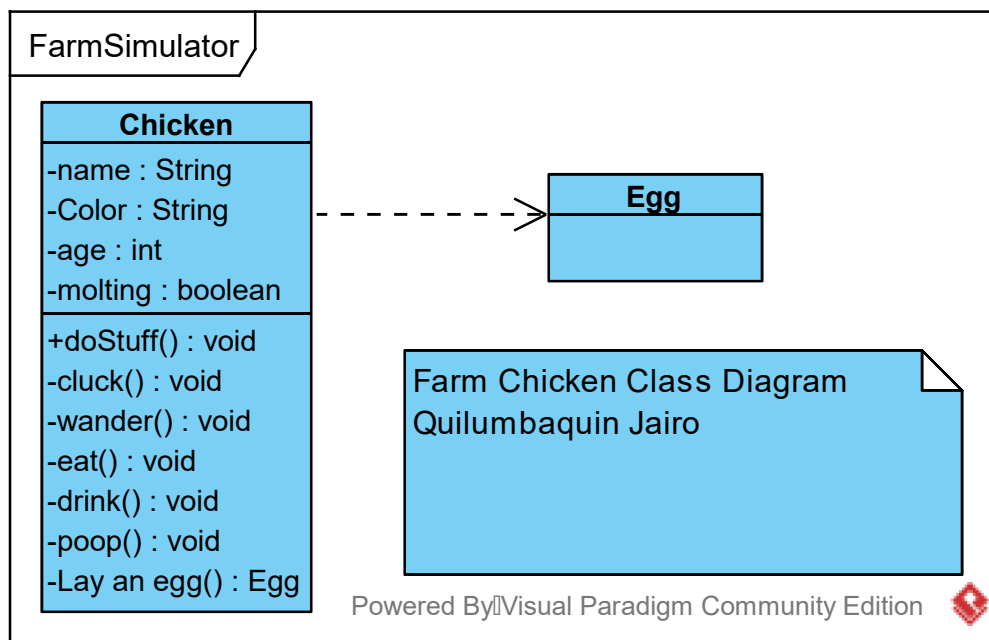 FarmSimulator
Chicken
-name : String
-Color : String
-age : int
-molting : boolean
+doStuff() : void
-cluck() : void
-wander() : void
-eat() : void
-drink() : void
-poop() : void
-Lay an egg() : Egg
Egg
Farm Chicken Class Diagram
Quilumbaquin Jairo
Powered By Visual Paradigm Community Edition